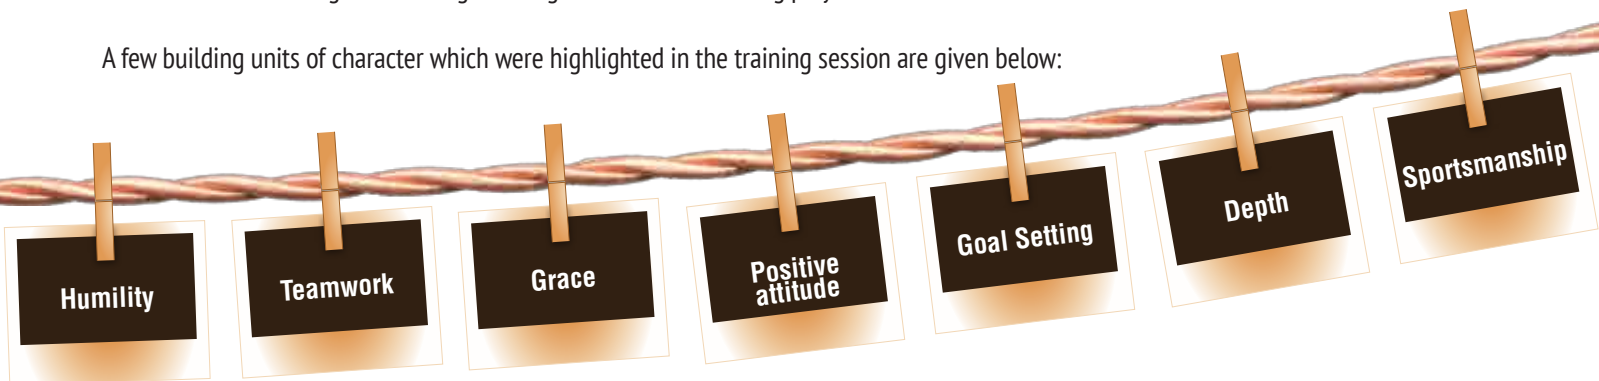 A few building units of character which were highlighted in the training session are given below:
Humility
Teamwork
Grace
Positive
attitude
Goal Setting
Depth
Sportsmanship